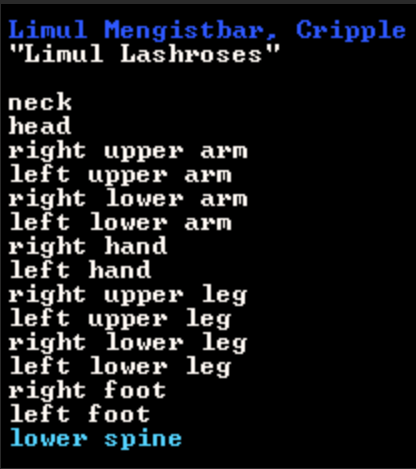 Limul Mengistbar, Cripple
"Limul Lashroses"
neck
head
right upper arm
left upper arm
right lower arm
left lower arm
right hand
left hand
right upper leg
left upper leg
right lower leg
left lower leg
right foot
left foot
lower spine